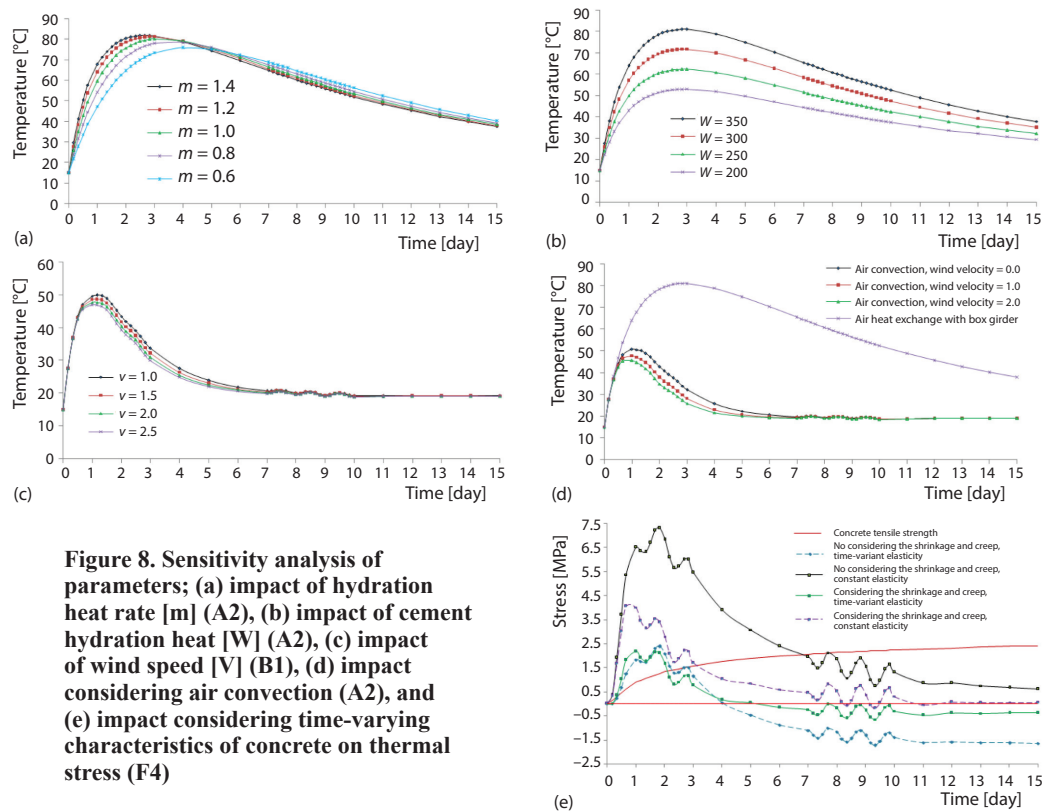 Temperature [°C]
90
80
70
60
50
40
30
20
10
0
m = 1.4
m = 1.2
m = 1.0
m = 0.8
m = 0.6
0 1 2 3 4 5 6 7 8 9 10 11 12 13 14 15
Time [day]
(a)
Temperature [°C]
90
80
70
60
50
40
30
20
10
0
W = 350
W = 300
W = 250
W = 200
0 1 2 3 4 5 6 7 8 9 10 11 12 13 14 15
Time [day]
(b)
Temperature [°C]
60
50
40
30
20
10
0
v = 1.0
v = 1.5
v = 2.0
v = 2.5
0 1 2 3 4 5 6 7 8 9 10 11 12 13 14 15
Time [day]
(c)
Temperature [°C]
90
80
70
60
50
40
30
20
10
0
Air convection, wind velocity = 0.0
Air convection, wind velocity = 1.0
Air convection, wind velocity = 2.0
Air heat exchange with box girder
0 1 2 3 4 5 6 7 8 9 10 11 12 13 14 15
Time [day]
(d)
Figure 8. Sensitivity analysis of
parameters; (a) impact of hydration
heat rate [m] (A2), (b) impact of cement
hydration heat [W] (A2), (c) impact
of wind speed [V] (B1), (d) impact
considering air convection (A2), and
(e) impact considering time-varying
characteristics of concrete on thermal
stress (F4)
Stress [MPa]
7.5
6.5
5.5
4.5
3.5
2.5
1.5
0.5
−0.5
−1.5
−2.5
Concrete tensile strength
No considering the shrinkage and creep,
time-variant elasticity
No considering the shrinkage and creep,
constant elasticity
Considering the shrinkage and creep,
time-variant elasticity
Considering the shrinkage and creep,
constant elasticity
0 1 2 3 4 5 6 7 8 9 10 11 12 13 14 15
Time [day]
(e)